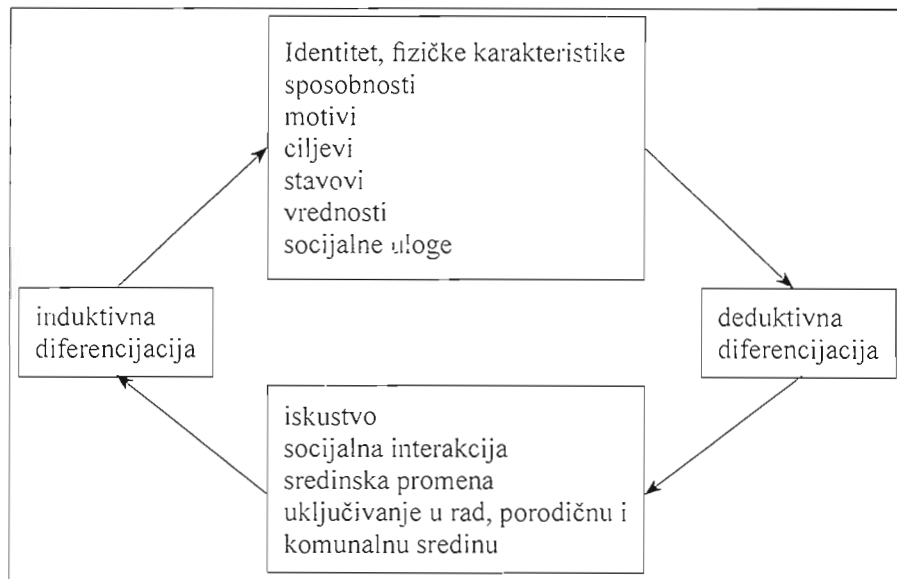 Identitet, fizičke karakteristike
sposobnosti
motivi
ciljevi
stavovi
vrednosti
socijalne uloge
induktivna
diferencijacija
deduktivna
diferencijacija
iskustvo
socijalna interakcija
sredinska promena
uključivanje u rad, porodičnu i
komunalnu sredinu